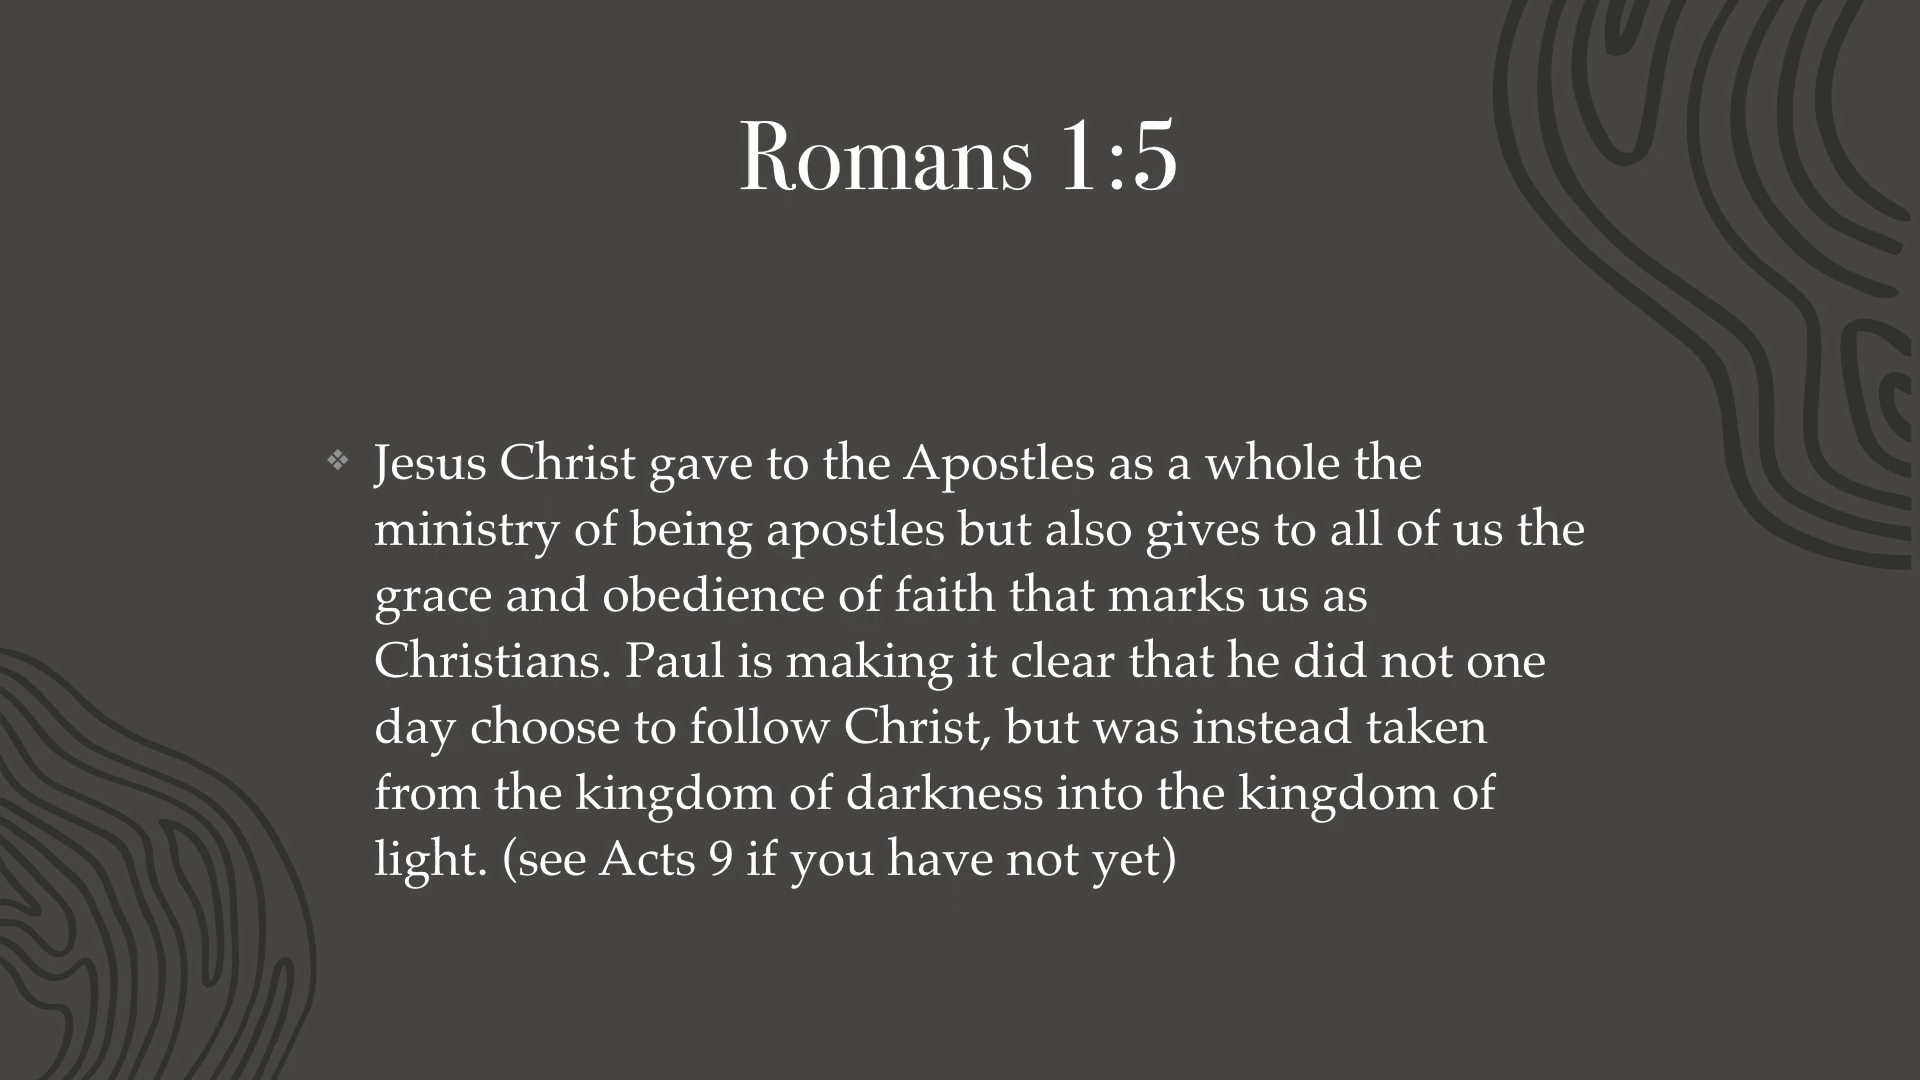 Romans 1:5
Jesus Christ gave to the Apostles as a whole the
ministry of being apostles but also gives to all of us the
grace and obedience of faith that marks us as
Christians. Paul is making it clear that he did not one
day choose to follow Christ, but was instead taken
from the kingdom of darkness into the kingdom of
light. (see Acts 9 if you have not yet)